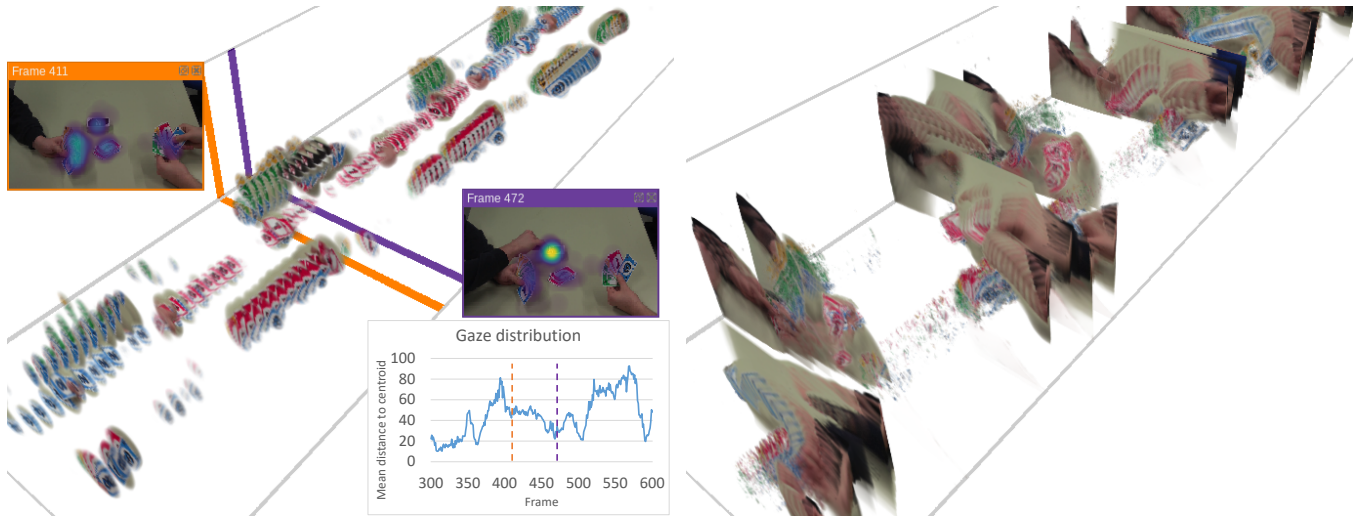 Frame 411
Frame 472
Gaze distribution
Mean distance to centroid
100
80
60
40
20
0
300 350 400 450 500 550 600
Frame